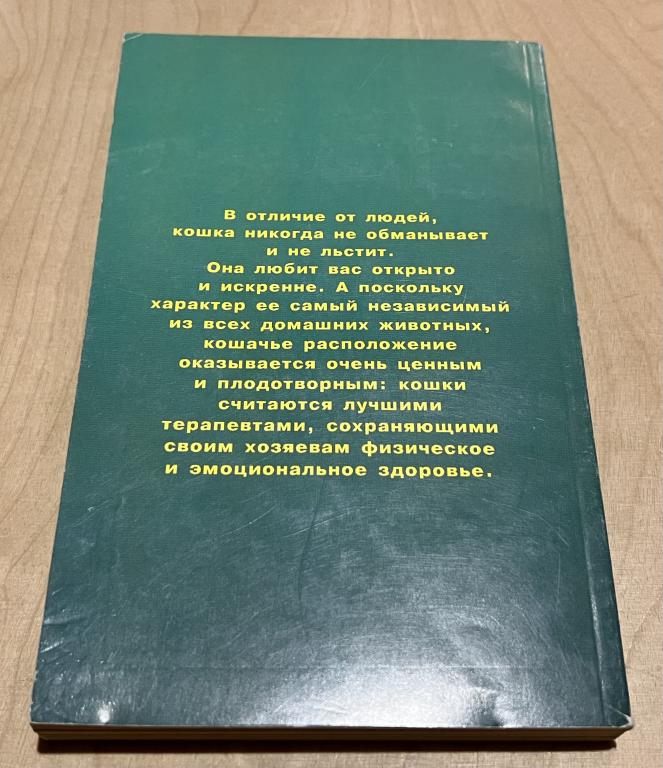 В отличие от людей,
кошка никогда не обманывает
и не льстит.
Она любит вас открыто
и искренне. А поскольку
характер ее самый независимый
из всех домашних животных,
кошачье расположение
оказывается очень ценным
и плодотворным: кошки
считаются лучшими
терапевтами, сохраняющими
своим хозяевам физическое
и эмоциональное здоровье.